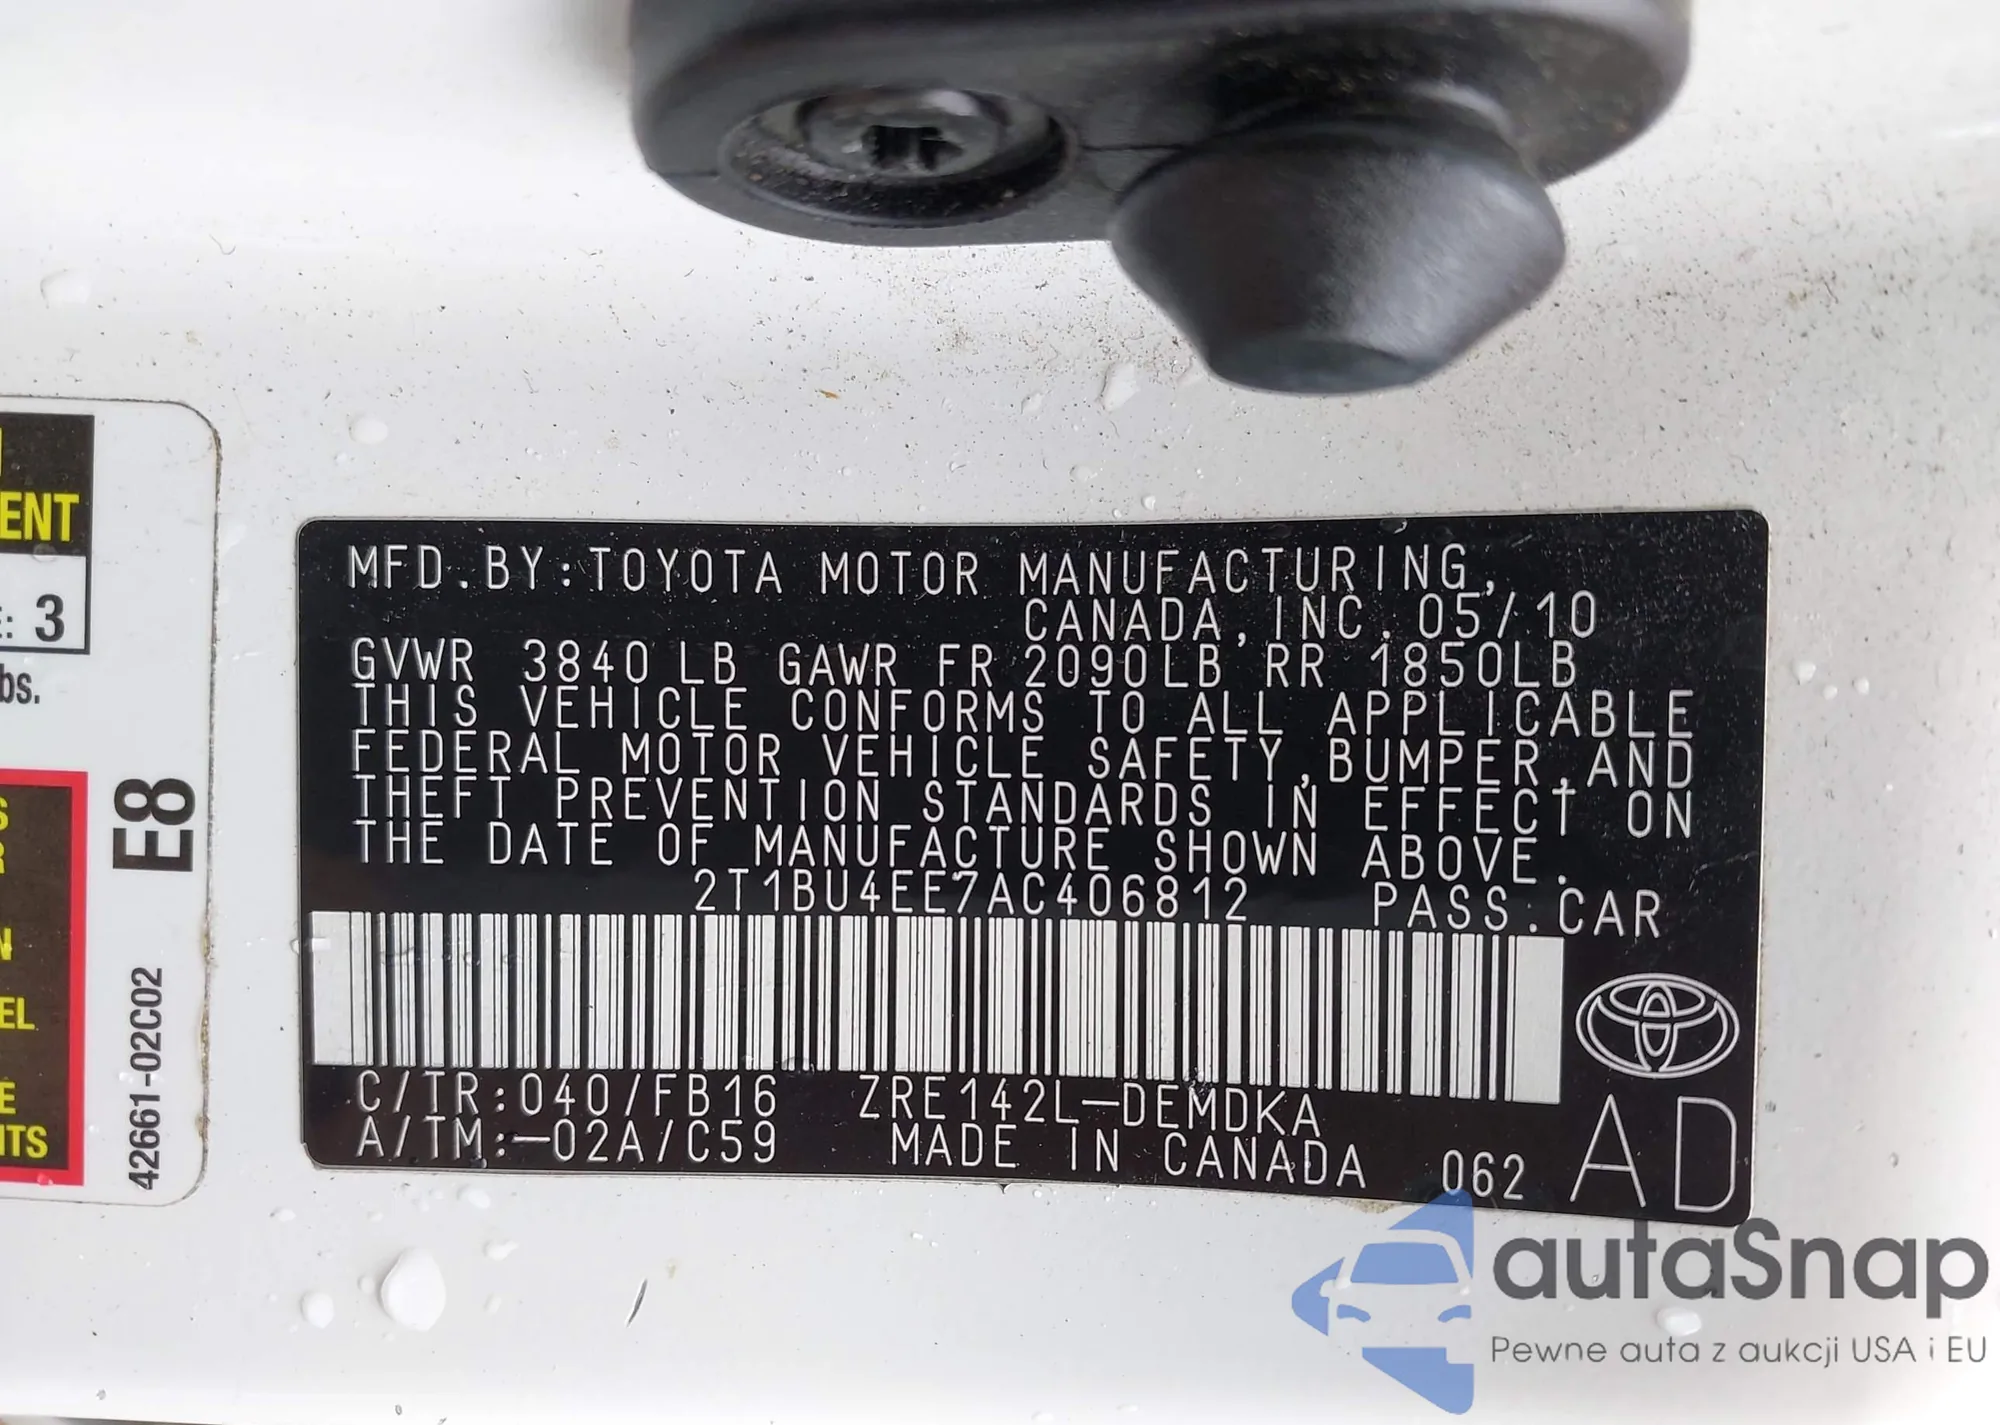 ENT
: 3
bs.
E8
EL
E
ITS
42661-02C02
MFD.BY:TOYOTA MOTOR MANUFACTURING,
CANADA, INC. 05/10
GVWR 3840 LB GAWR FR 2090LB RR 1850LB
THIS VEHICLE CONFORMS TO ALL APPLICABLE
FEDERAL MOTOR VEHICLE SAFETY,BUMPER,AND
THEFT PREVENTION STANDARDS IN EFFECT ON
THE DATE OF MANUFACTURE SHOWN ABOVE.
2T1BU4EE7AC406812 PASS.CAR
C/TR:040/FB16 ZRE142L-DEMDKA
A/TM:-02A/C59 MADE IN CANADA 062 AD
autaSnap
Pewne auta z aukcji USA i EU